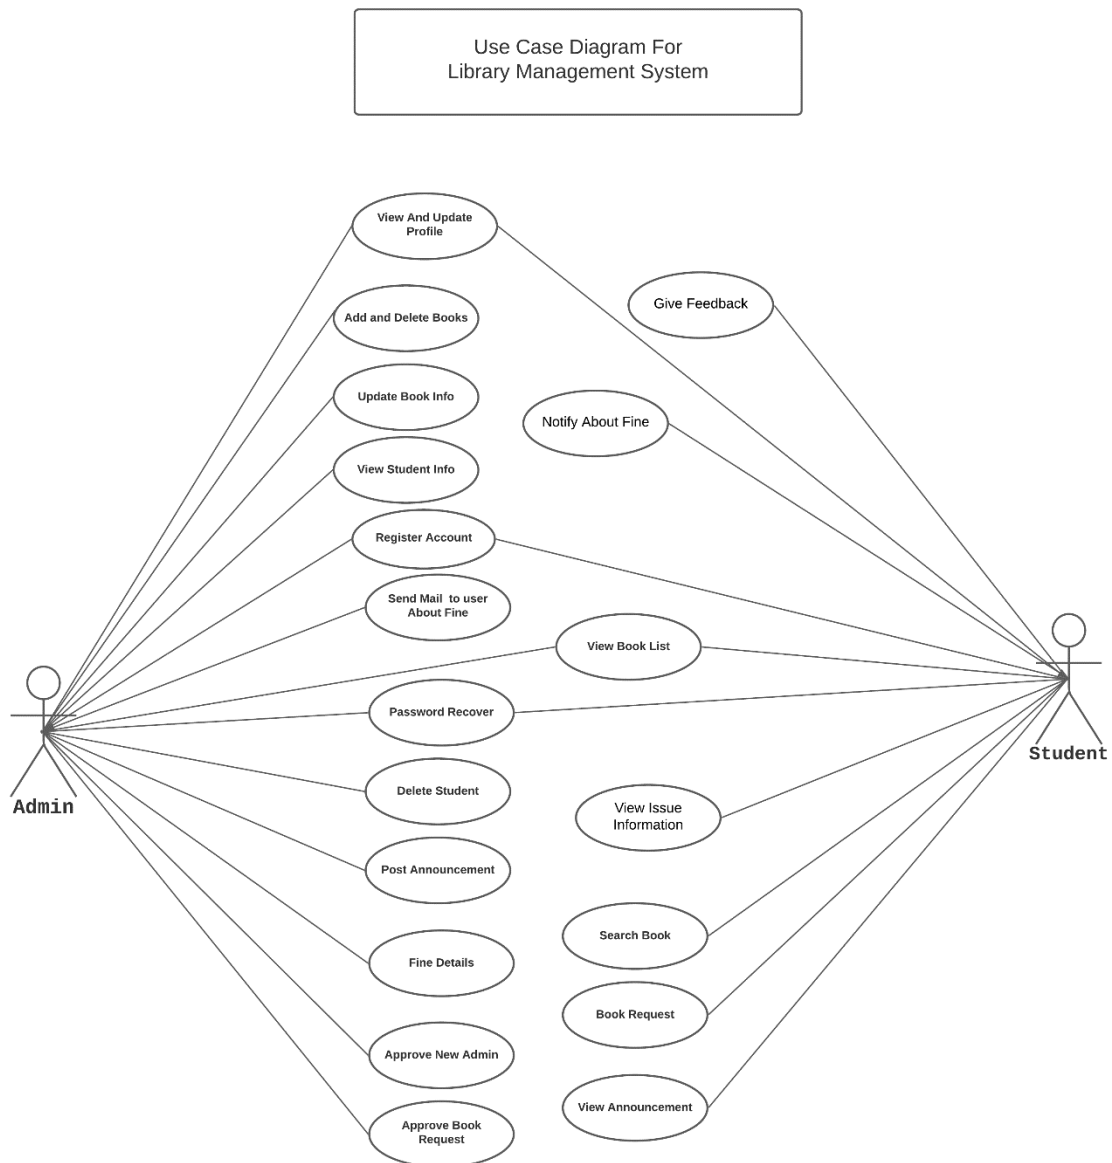 Use Case Diagram For
Library Management System
View And Update
Profile
Give Feedback
Add and Delete Books
Update Book Info
Notify About Fine
View Student Info
Register Account
Send Mail to user
About Fine
View Book List
Password Recover
Admin
Student
Delete Student
View Issue
Information
Post Announcement
Search Book
Fine Details
Book Request
Approve New Admin
View Announcement
Approve Book
Request